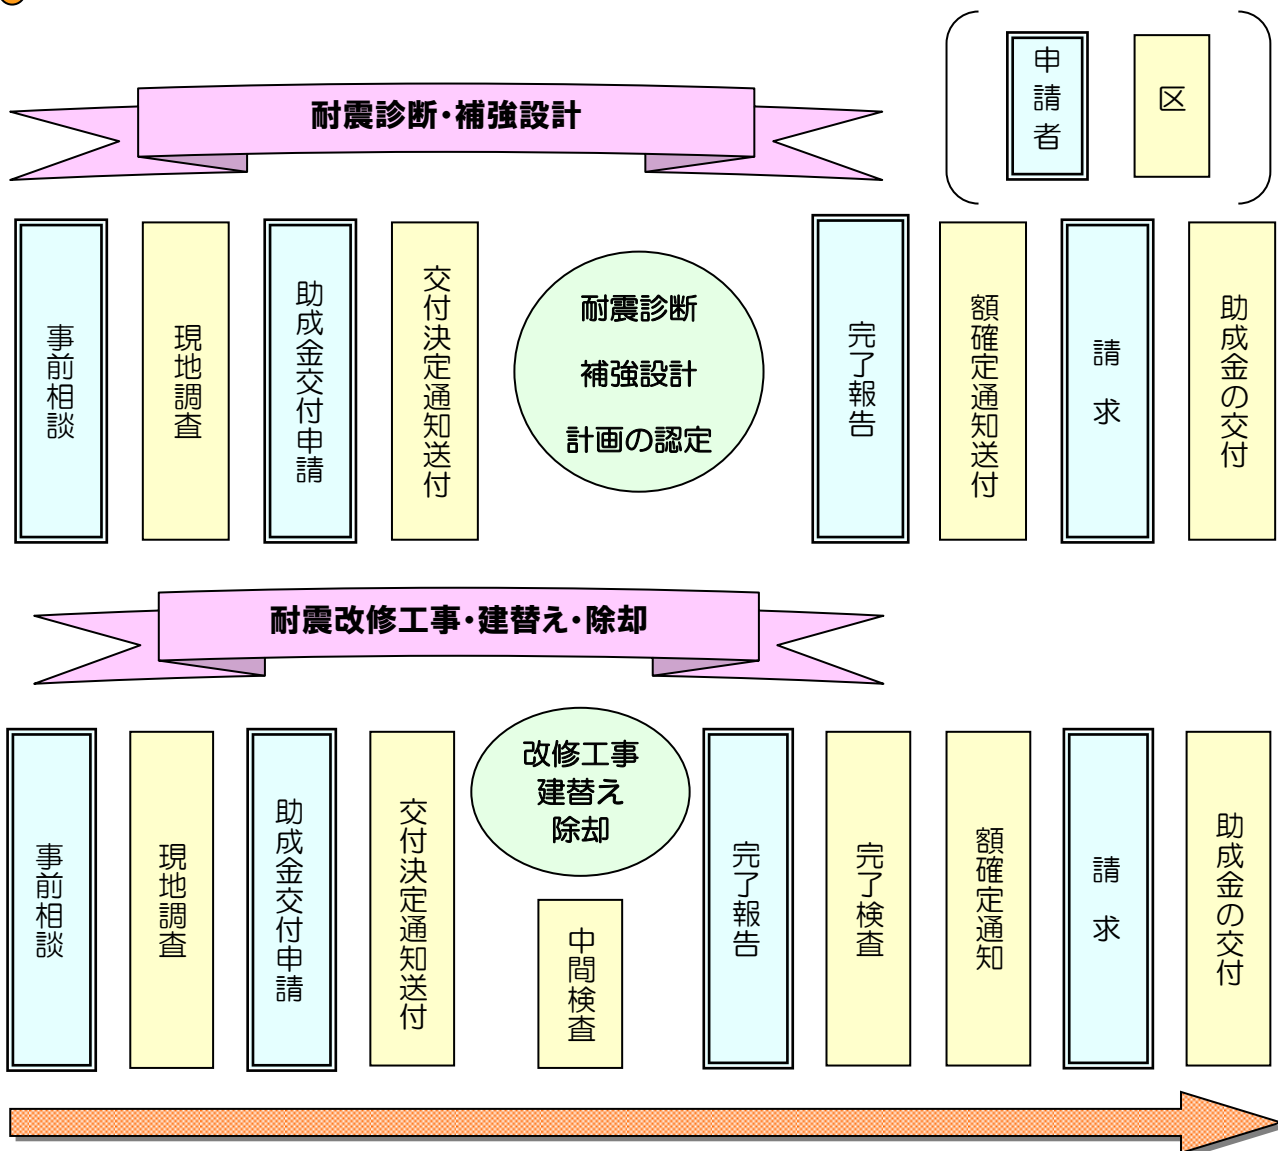 申請者
区
耐震診断・補強設計
事前相談
現地調査
助成金交付申請
交付決定通知送付
耐震診断
補強設計
計画の認定
完了報告
額確定通知送付
請求
助成金の交付
耐震改修工事・建替え・除却
事前相談
現地調査
助成金交付申請
交付決定通知送付
改修工事
建替え
除却
中間検査
完了報告
完了検査
額確定通知
請求
助成金の交付